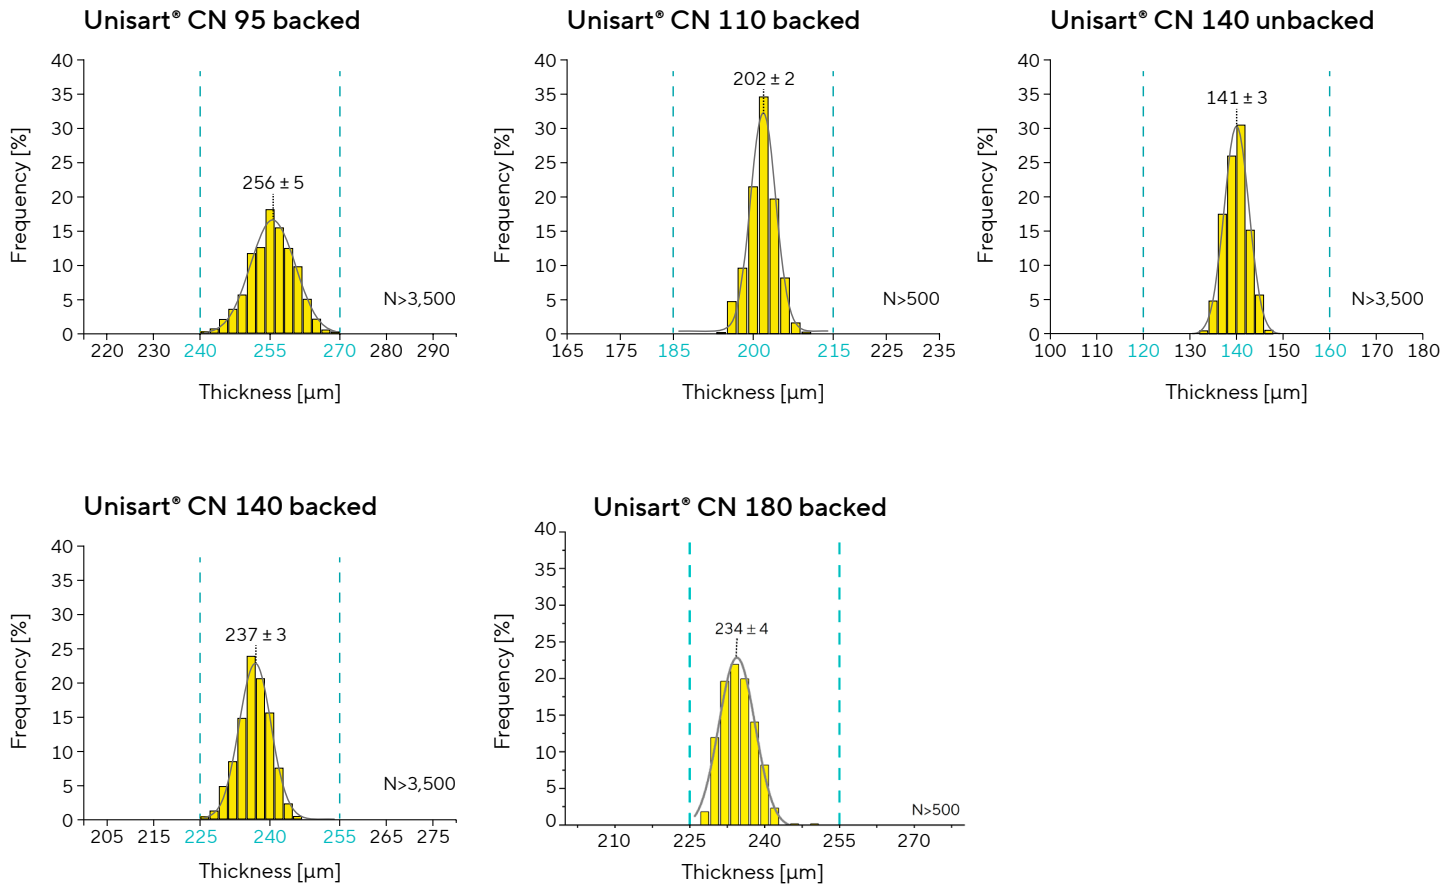 Unisart® CN 95 backed
40
35
30
25
20
15
10
5
0
Frequency [%]
256 ± 5
N>3,500
220 230 240 255 270 280 290
Thickness [µm]
Unisart® CN 110 backed
40
35
30
25
20
15
10
5
0
Frequency [%]
202 ± 2
N>500
165 175 185 200 215 225 235
Thickness [µm]
Unisart® CN 140 unbacked
40
35
30
25
20
15
10
5
0
Frequency [%]
141 ± 3
N>3,500
100 110 120 130 140 160 170 180
Thickness [µm]
Unisart® CN 140 backed
40
35
30
25
20
15
10
5
0
Frequency [%]
237 ± 3
N>3,500
205 215 225 240 255 265 275
Thickness [µm]
Unisart® CN 180 backed
40
35
30
25
20
15
10
5
0
Frequency [%]
234 ± 4
N>500
210 225 240 255 270
Thickness [µm]